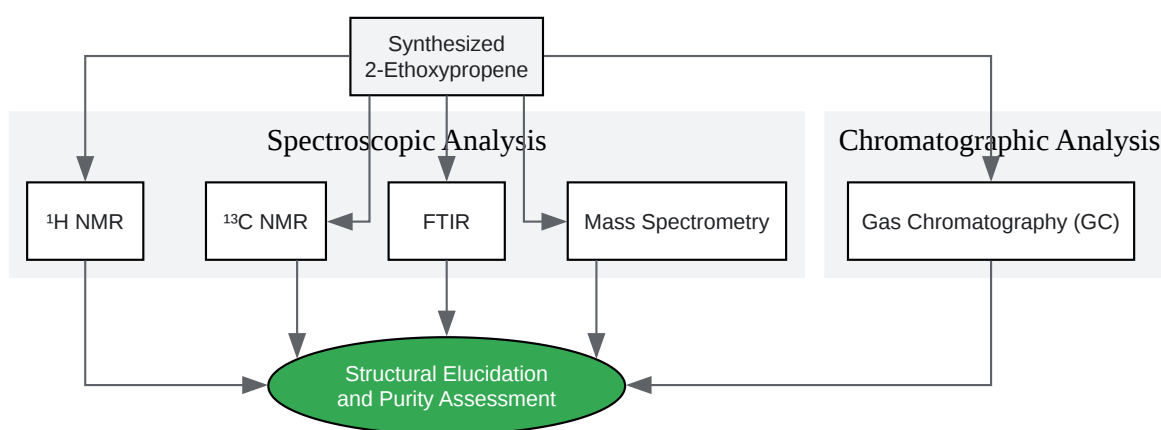 Synthesized
2-Ethoxypropene
Spectroscopic Analysis
Chromatographic Analysis
¹H NMR
¹³C NMR
FTIR
Mass Spectrometry
Gas Chromatography (GC)
Structural Elucidation
and Purity Assessment